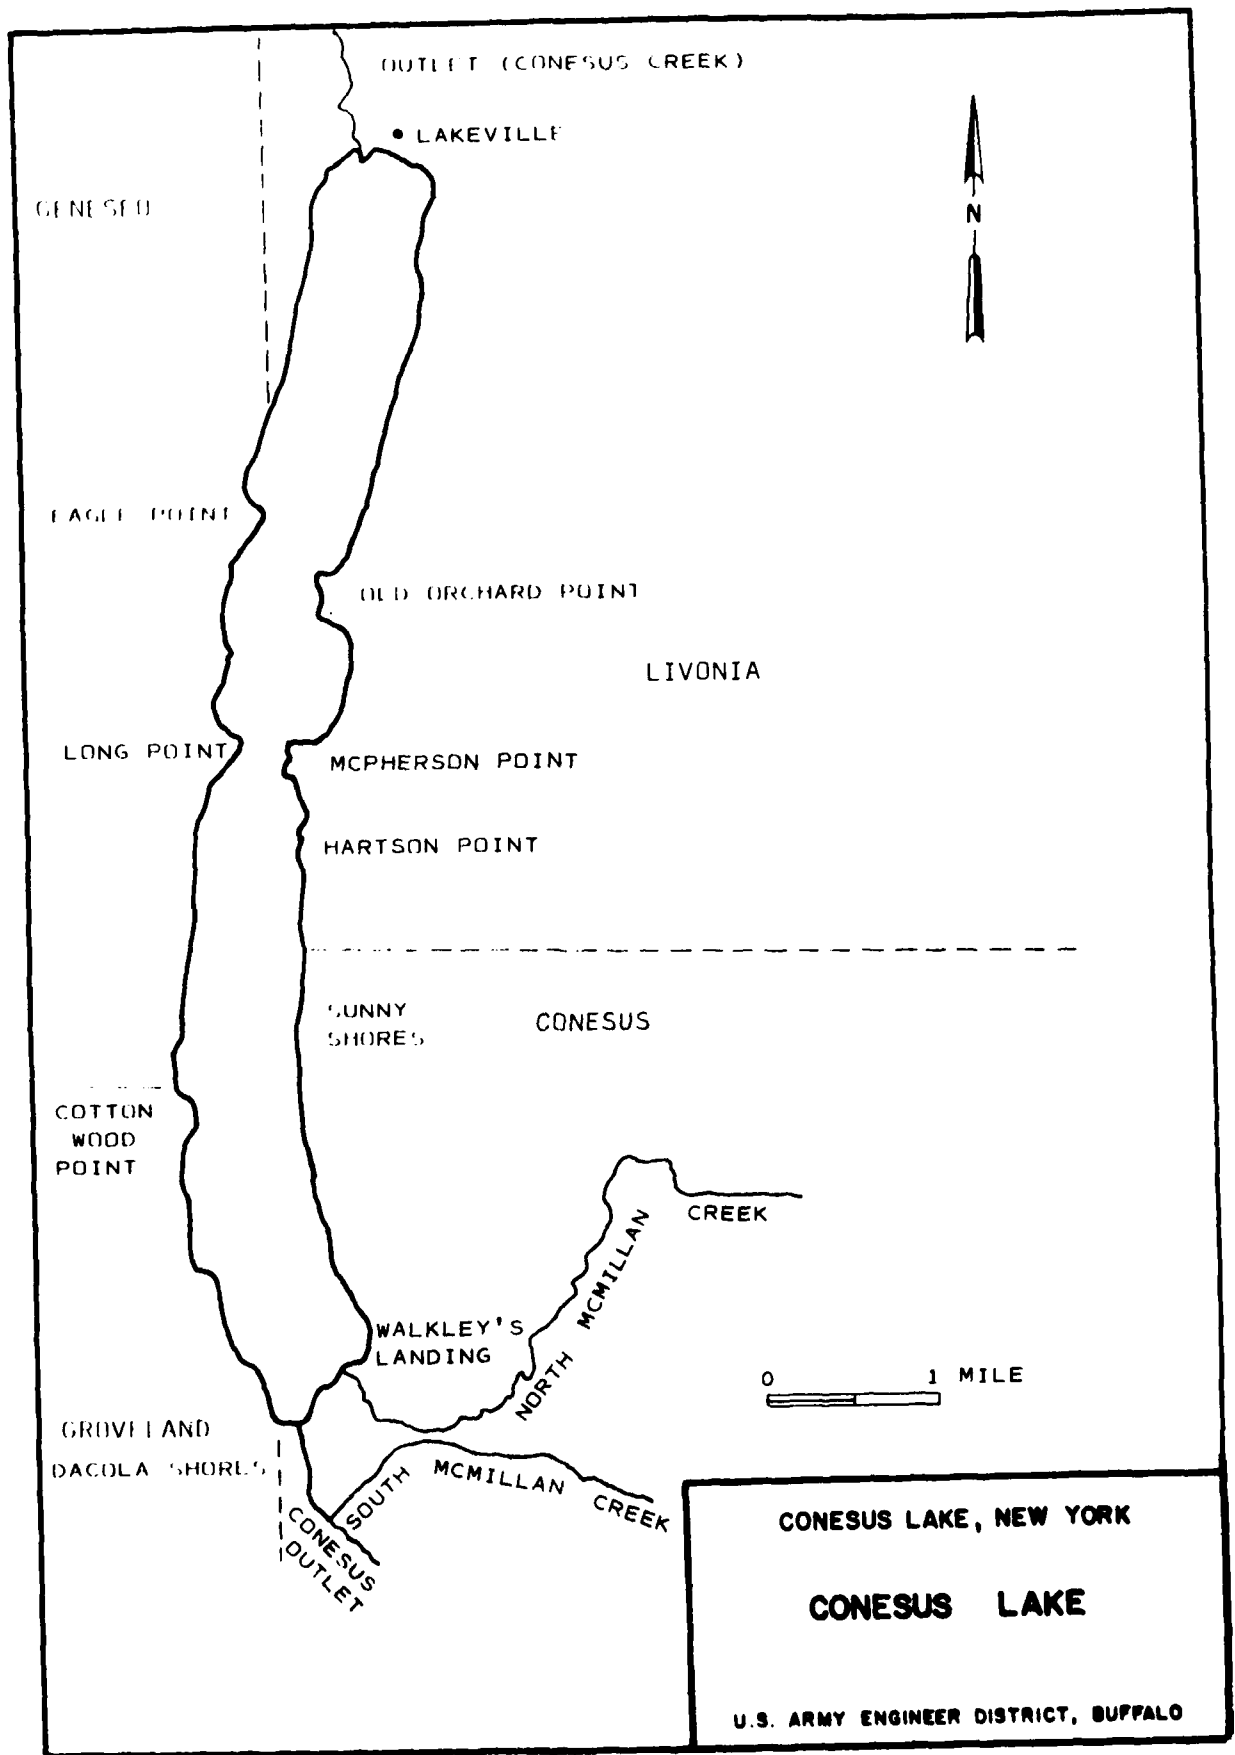 OUTLET (CONESUS CREEK)
LAKEVILLE
N
GENESEO
EAGLE POINT
OLD ORCHARD POINT
LIVONIA
LONG POINT
MCPHERSON POINT
HARTSON POINT
SUNNY
SHORES
CONESUS
COTTON
WOOD
POINT
CREEK
NORTH MCMILLAN
WALKLEY'S
LANDING
0 1 MILE
GROVELAND
DACOLA SHORES
SOUTH MCMILLAN CREEK
CONESUS
OUTLET
CONESUS LAKE, NEW YORK
CONESUS LAKE
U.S. ARMY ENGINEER DISTRICT, BUFFALO